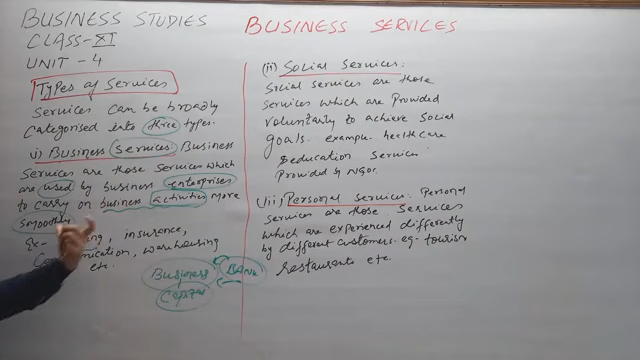 BUSINESS STUDIES
CLASS-XI
UNIT - 4
BUSINESS SERVICES
Types of Services
Services can be broadly
categorised into three types.
i) Business Services: Business
Services are those Services which
are used by business enterprises
to carry on business activities more
smoothly
Ex- , insurance,
warehousing
etc.
Business BANK
Capital
(ii) Social Services:
Social services are those
services which are Provided
voluntarily to achieve Social
goals. example healthcare
& education services
Provided by NGOs.
(iii) Personal Services: Personal
services are those Services
which are experienced differently
by different customers. eg- tourism
restaurants etc.